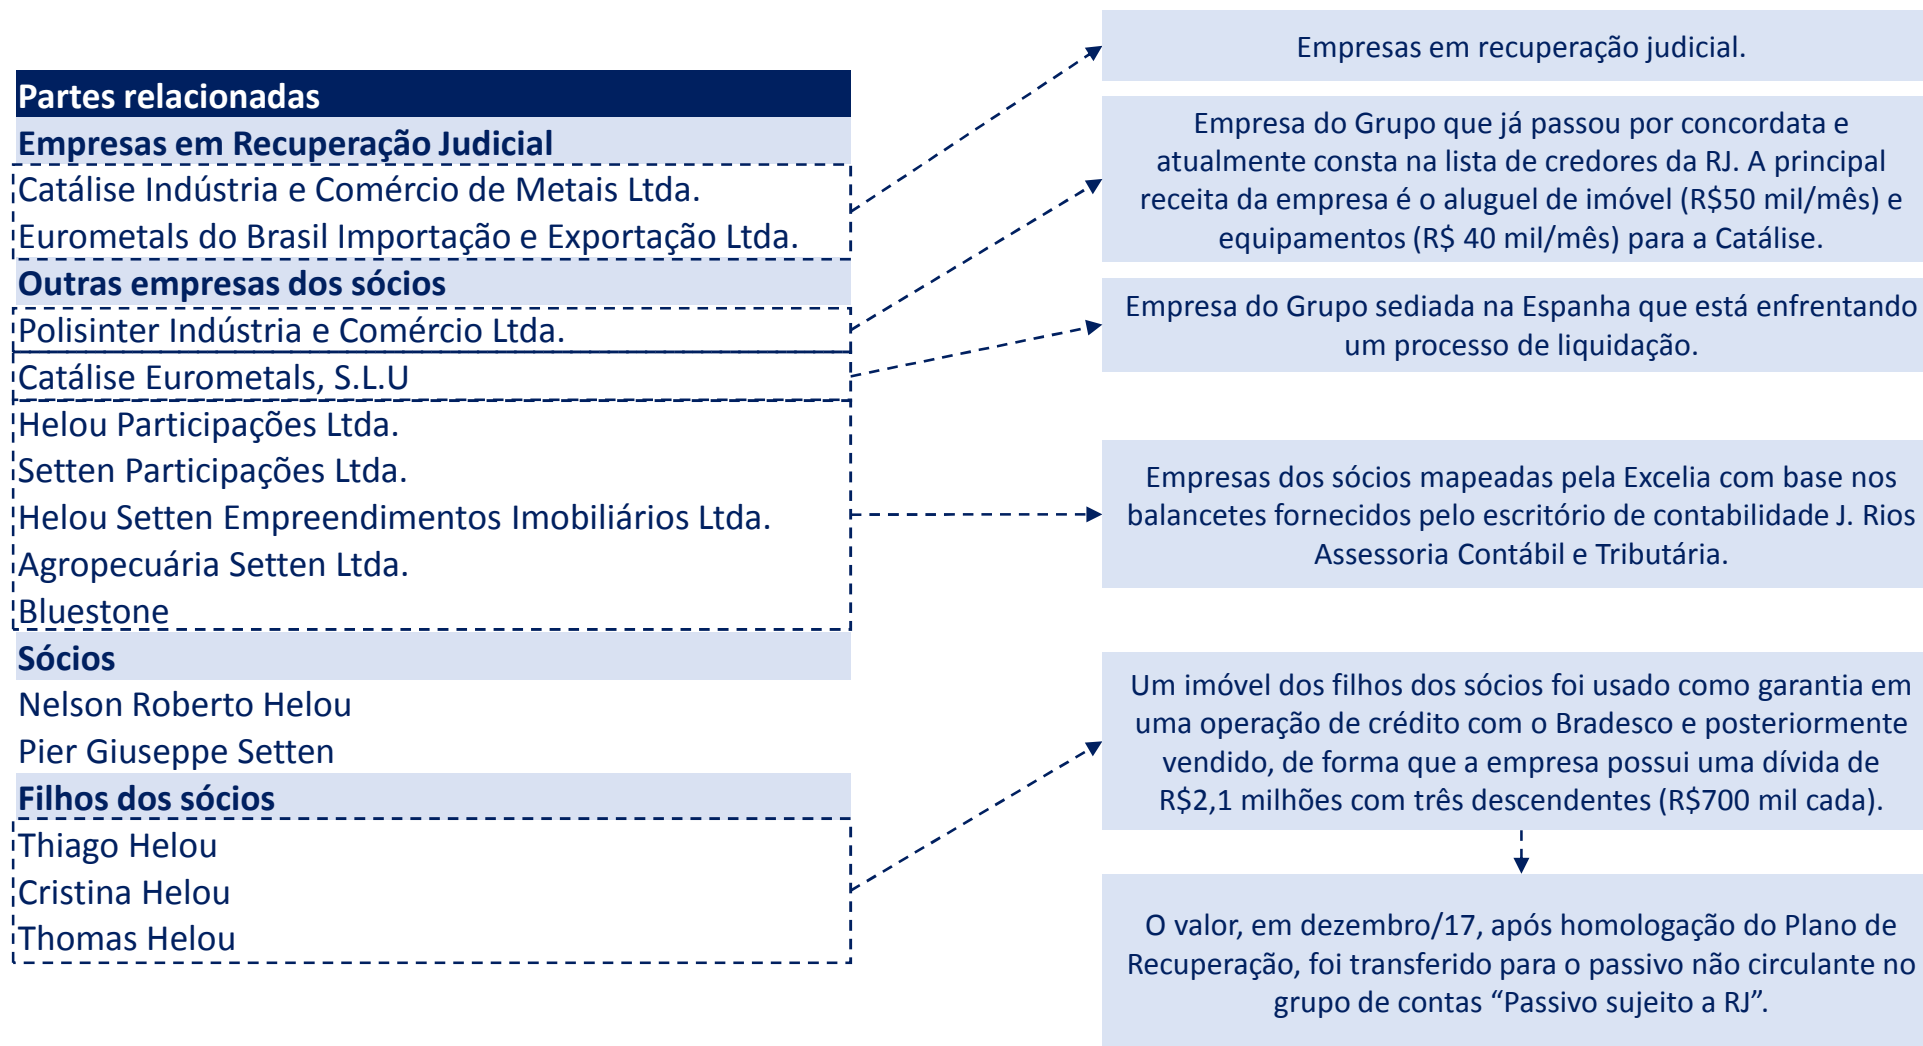 Partes relacionadas
Empresas em Recuperação Judicial
Catálise Indústria e Comércio de Metais Ltda.
Eurometals do Brasil Importação e Exportação Ltda.
Outras empresas dos sócios
Polisinter Indústria e Comércio Ltda.
Catálise Eurometals, S.L.U
Helou Participações Ltda.
Setten Participações Ltda.
Helou Setten Empreendimentos Imobiliários Ltda.
Agropecuária Setten Ltda.
Bluestone
Sócios
Nelson Roberto Helou
Pier Giuseppe Setten
Filhos dos sócios
Thiago Helou
Cristina Helou
Thomas Helou
Empresas em recuperação judicial.
Empresa do Grupo que já passou por concordata e
atualmente consta na lista de credores da RJ. A principal
receita da empresa é o aluguel de imóvel (R$50 mil/mês) e
equipamentos (R$ 40 mil/mês) para a Catálise.
Empresa do Grupo sediada na Espanha que está enfrentando
um processo de liquidação.
Empresas dos sócios mapeadas pela Excelia com base nos
balancetes fornecidos pelo escritório de contabilidade J. Rios
Assessoria Contábil e Tributária.
Um imóvel dos filhos dos sócios foi usado como garantia em
uma operação de crédito com o Bradesco e posteriormente
vendido, de forma que a empresa possui uma dívida de
R$2,1 milhões com três descendentes (R$700 mil cada).
O valor, em dezembro/17, após homologação do Plano de
Recuperação, foi transferido para o passivo não circulante no
grupo de contas “Passivo sujeito a RJ”.